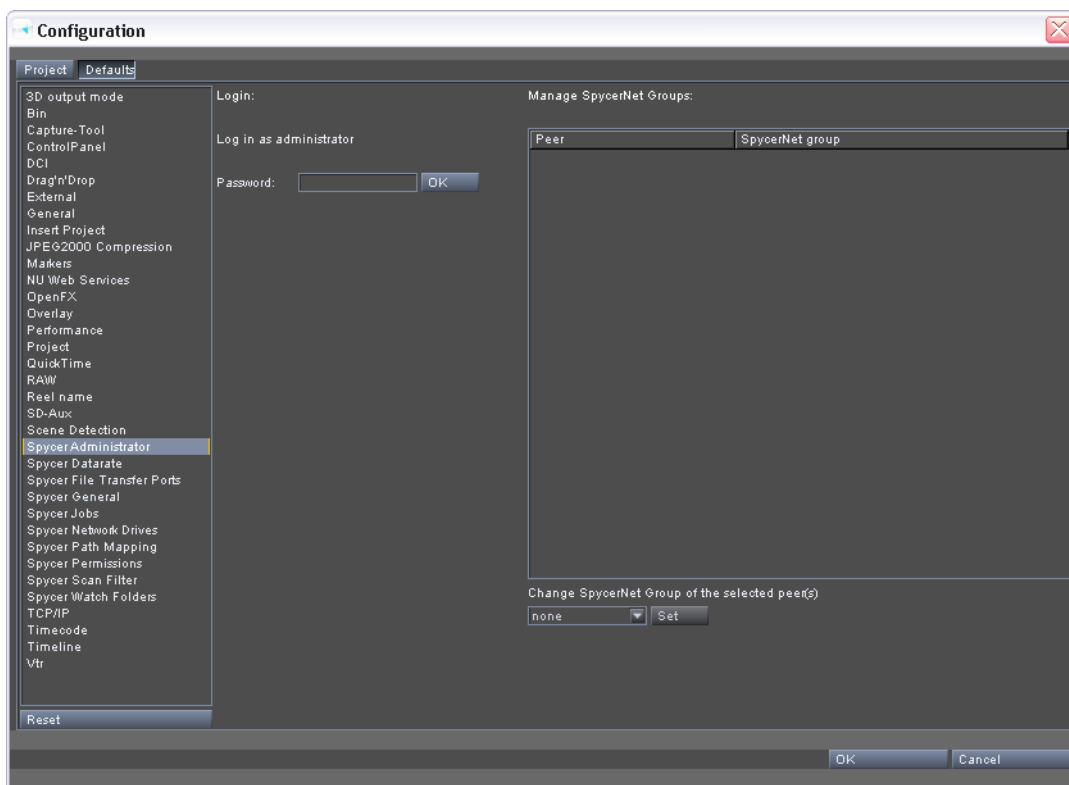 Configuration
Project
Defaults
3D output mode
Bin
Capture-Tool
ControlPanel
DCI
Drag'n'Drop
External
General
Insert Project
JPEG2000 Compression
Markers
NU Web Services
OpenFX
Overlay
Performance
Project
QuickTime
RAW
Reel name
SD-Aux
Scene Detection
Spycer Administrator
Spycer Datarate
Spycer File Transfer Ports
Spycer General
Spycer Jobs
Spycer Network Drives
Spycer Path Mapping
Spycer Permissions
Spycer Scan Filter
Spycer Watch Folders
TCP/IP
Timecode
Timeline
Vtr
Reset
Login:
Log in as administrator
Password:
OK
Manage SpycerNet Groups:
Peer
SpycerNet group
Change SpycerNet Group of the selected peer(s)
none
Set
OK
Cancel